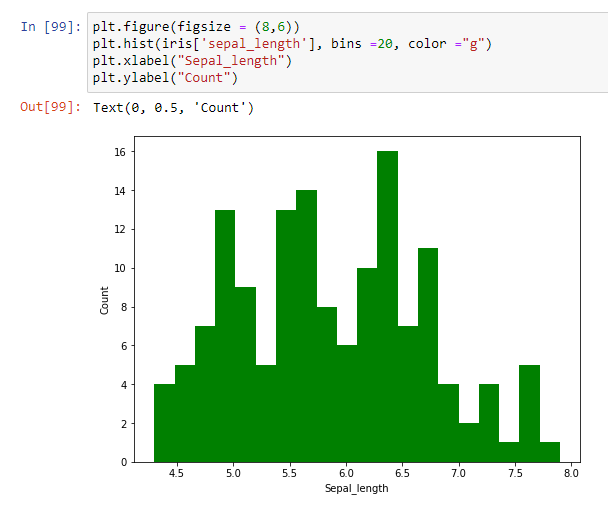 In [99]: plt.figure(figsize = (8,6))
plt.hist(iris['sepal_length'], bins =20, color ="g")
plt.xlabel("Sepal_length")
plt.ylabel("Count")
Out[99]: Text(0, 0.5, 'Count')
16
14
12
10
8
6
4
2
0
Count
4.5 5.0 5.5 6.0 6.5 7.0 7.5 8.0
Sepal_length